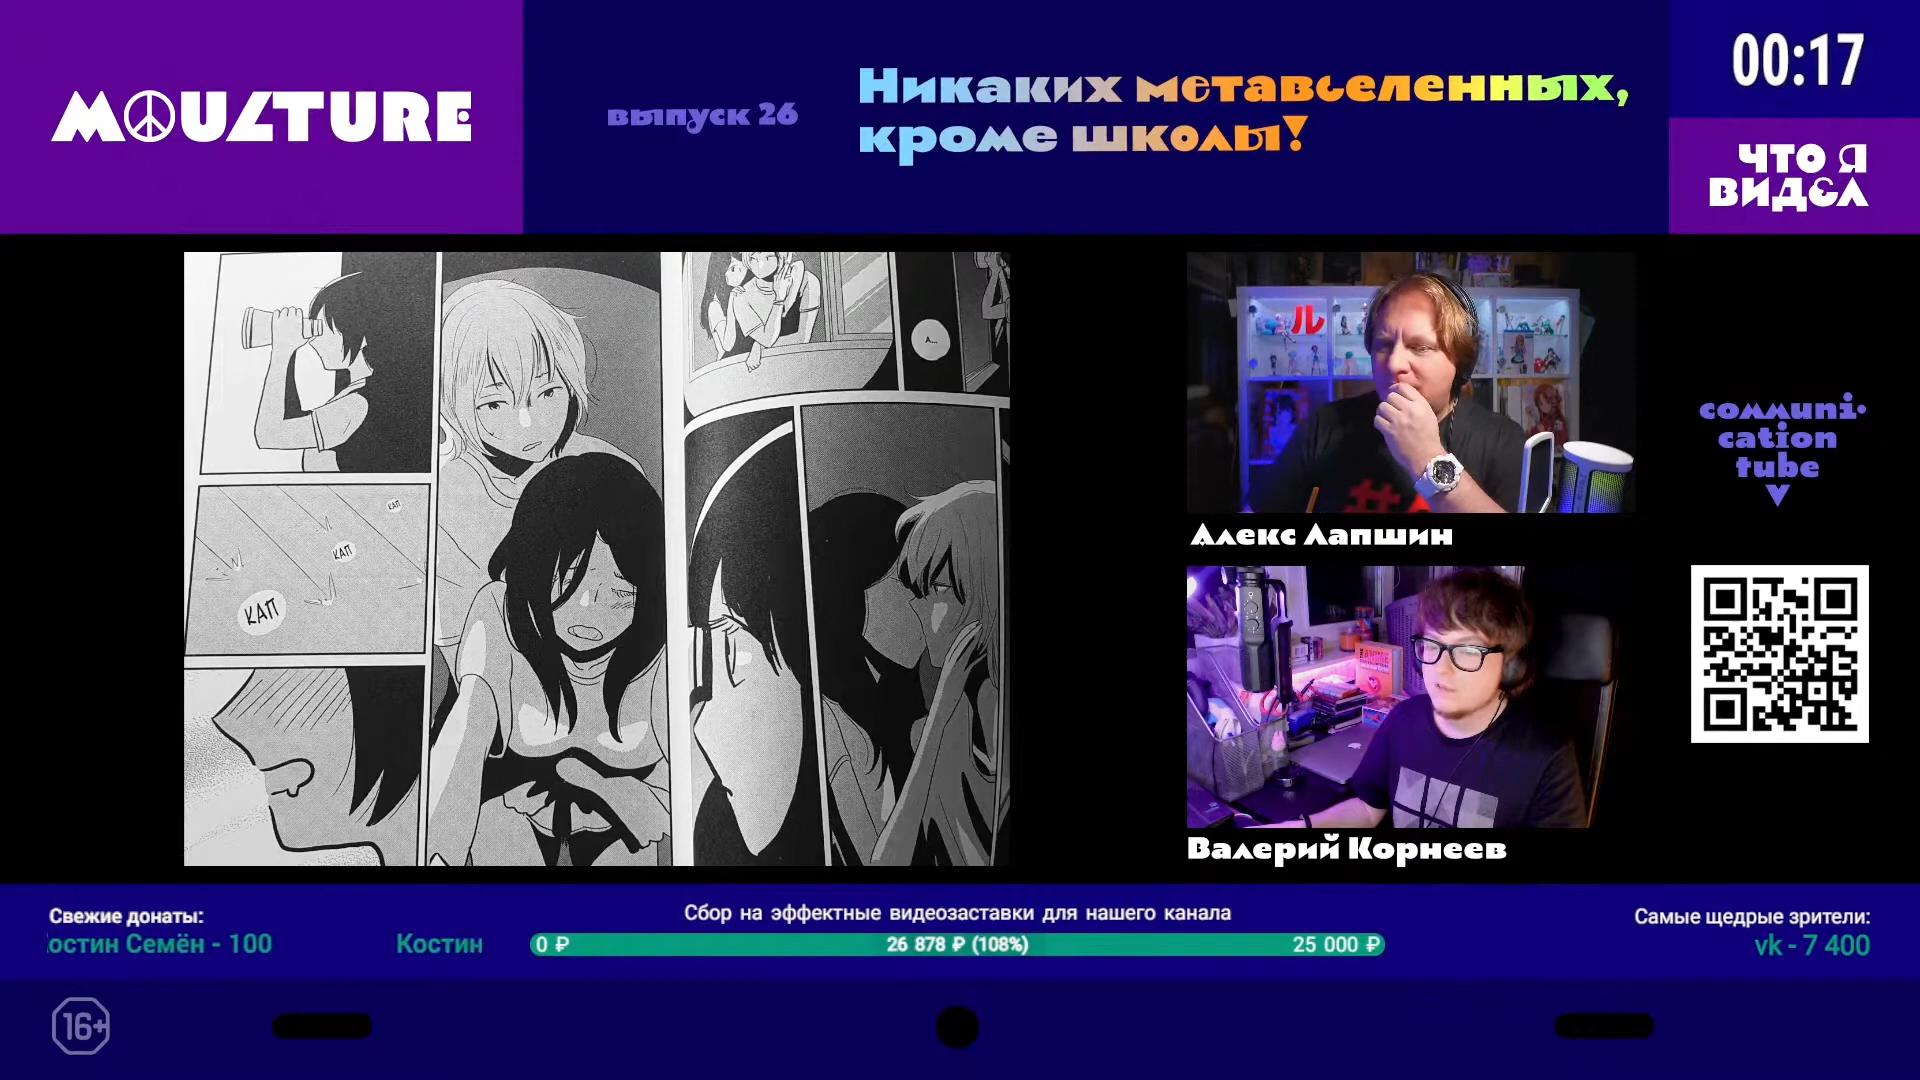 MOULTURE
выпуск 26
Никаких метавселенных,
кроме школы!
00:17
ЧТО Я
ВИДЕЛ
А...
КАП
КАП
КАП
ル
Алекс Лапшин
communi-
cation
tube
Валерий Корнеев
Свежие донаты:
остин Семён - 100
Костин
Сбор на эффектные видеозаставки для нашего канала
0 ₽
26 878 ₽ (108%)
25 000 ₽
Самые щедрые зрители:
vk - 7 400
16+